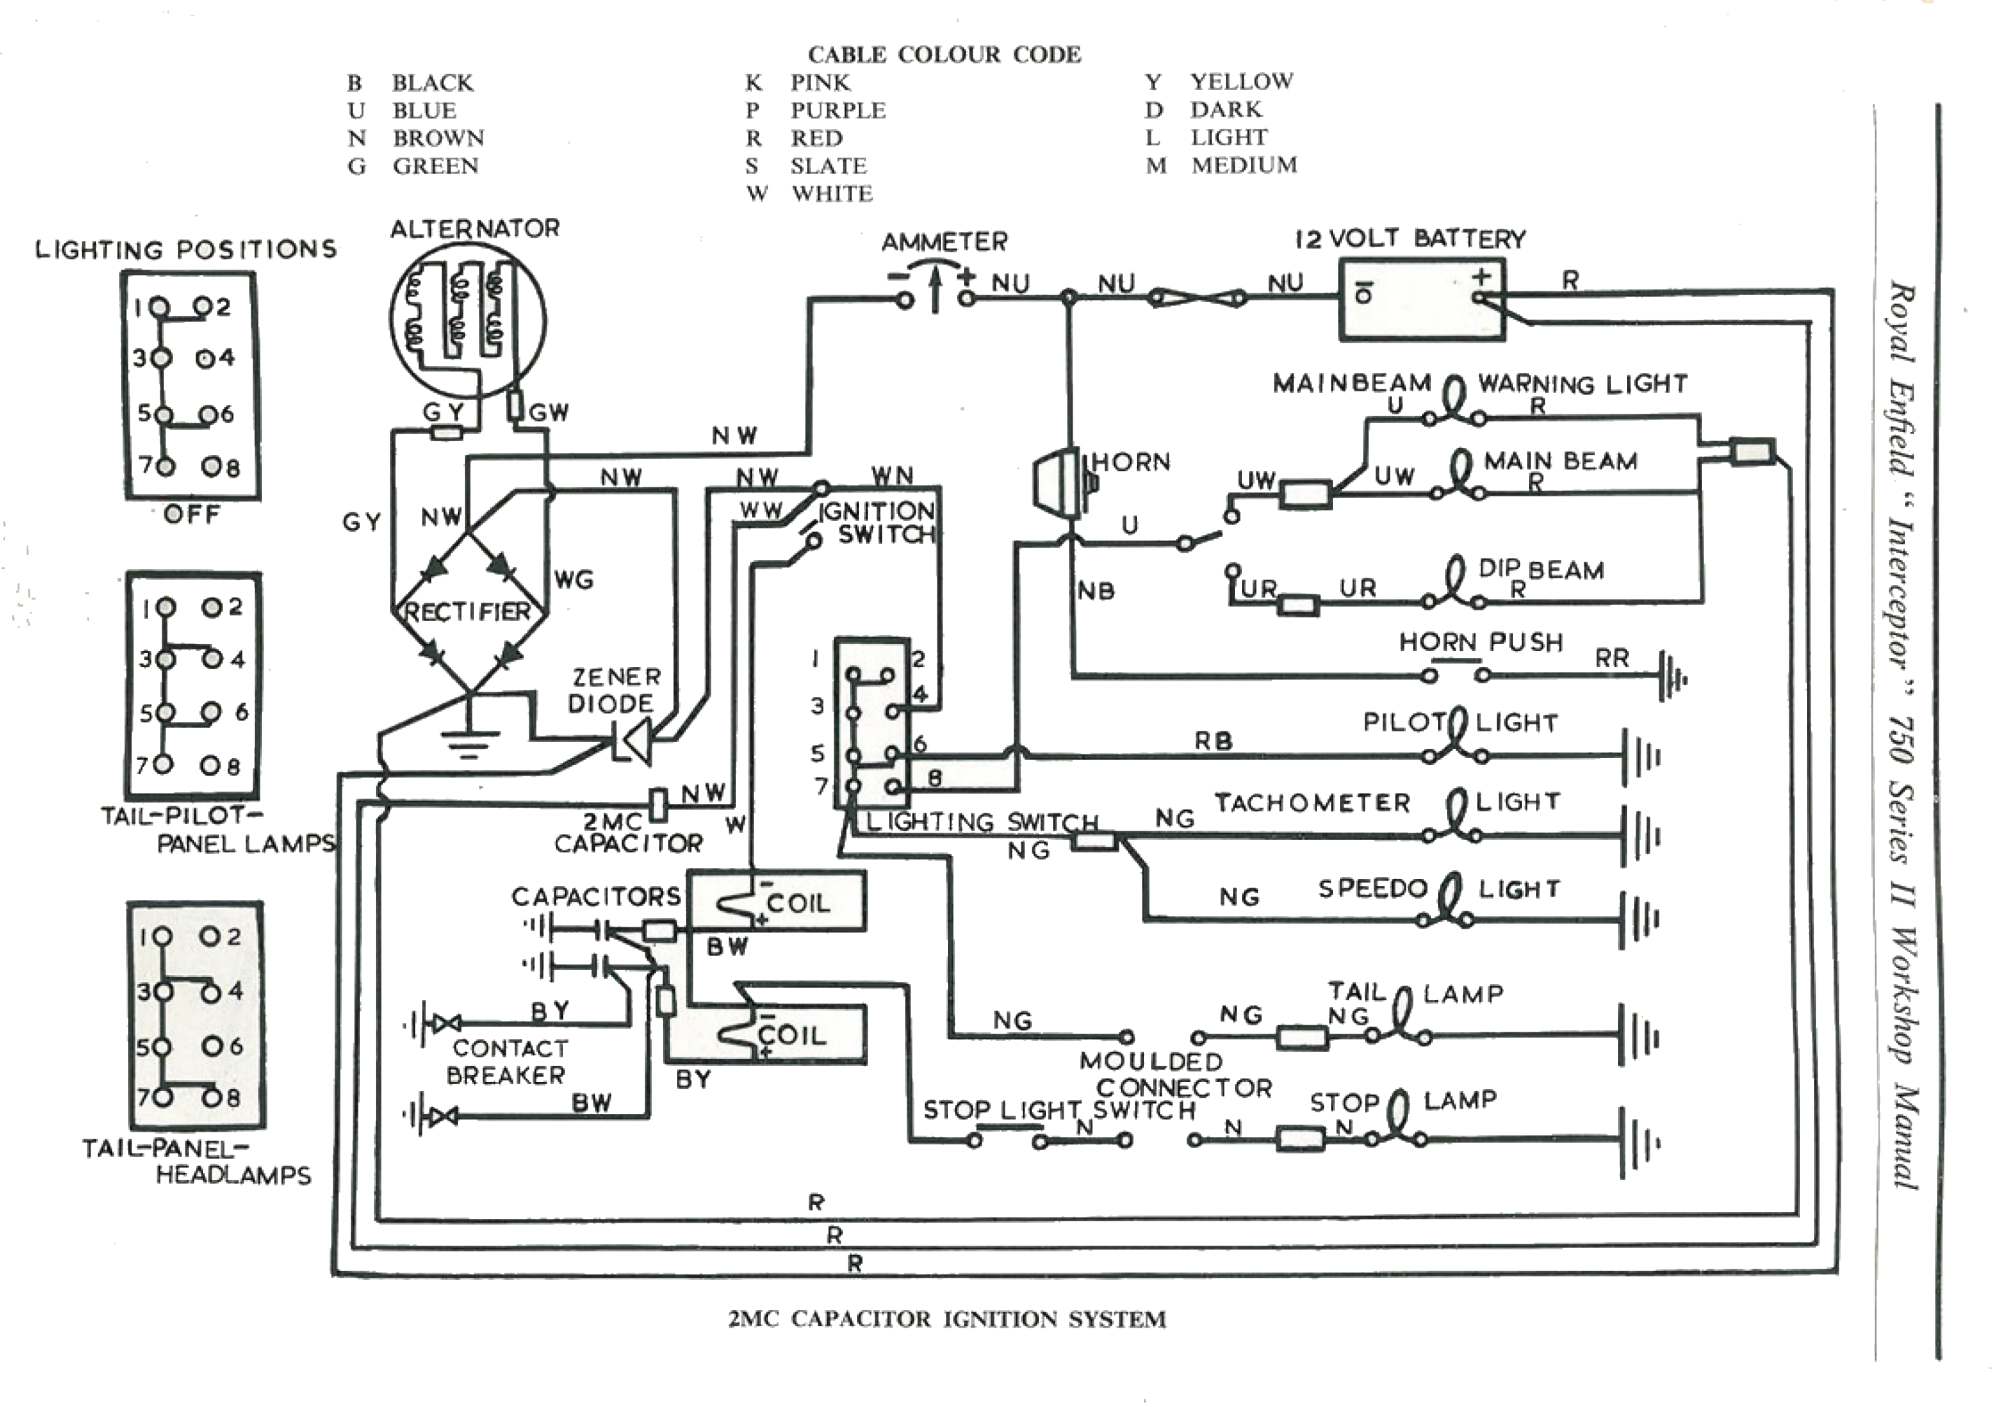 CABLE COLOUR CODE
B BLACK
U BLUE
N BROWN
G GREEN
K PINK
P PURPLE
R RED
S SLATE
W WHITE
Y YELLOW
D DARK
L LIGHT
M MEDIUM
LIGHTING POSITIONS
1 2
3 4
5 6
7 8
OFF
1 2
3 4
5 6
7 8
TAIL-PILOT-
PANEL LAMPS
1 2
3 4
5 6
7 8
TAIL-PANEL-
HEADLAMPS
ALTERNATOR
GY
GW
GY
NW
WG
RECTIFIER
NW
NW
NW
WN
WW
IGNITION
SWITCH
ZENER
DIODE
NW
2MC
CAPACITOR
W
AMMETER
- +
NU
NU
NU
12 VOLT BATTERY
- +
R
HORN
NB
U
MAINBEAM WARNING LIGHT
U
R
UW
UW
MAIN BEAM
R
UR
UR
DIP BEAM
R
HORN PUSH
RR
1 2
3 4
5 6
7 8
LIGHTING SWITCH
RB
PILOT LIGHT
NG
NG
TACHOMETER LIGHT
NG
SPEEDO LIGHT
CAPACITORS
- COIL
+
BW
- COIL
+
BY
BY
CONTACT
BREAKER
BW
NG
NG
NG
TAIL LAMP
MOULDED
CONNECTOR
STOP LIGHT SWITCH
N
N
N
STOP LAMP
R
R
R
2MC CAPACITOR IGNITION SYSTEM
Royal Enfield "Interceptor" 750 Series II Workshop Manual